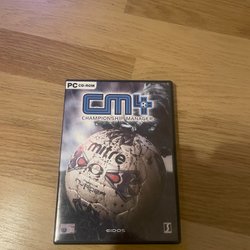 PC CD-ROM
CM4
CHAMPIONSHIP MANAGER
mitre
EIDOS